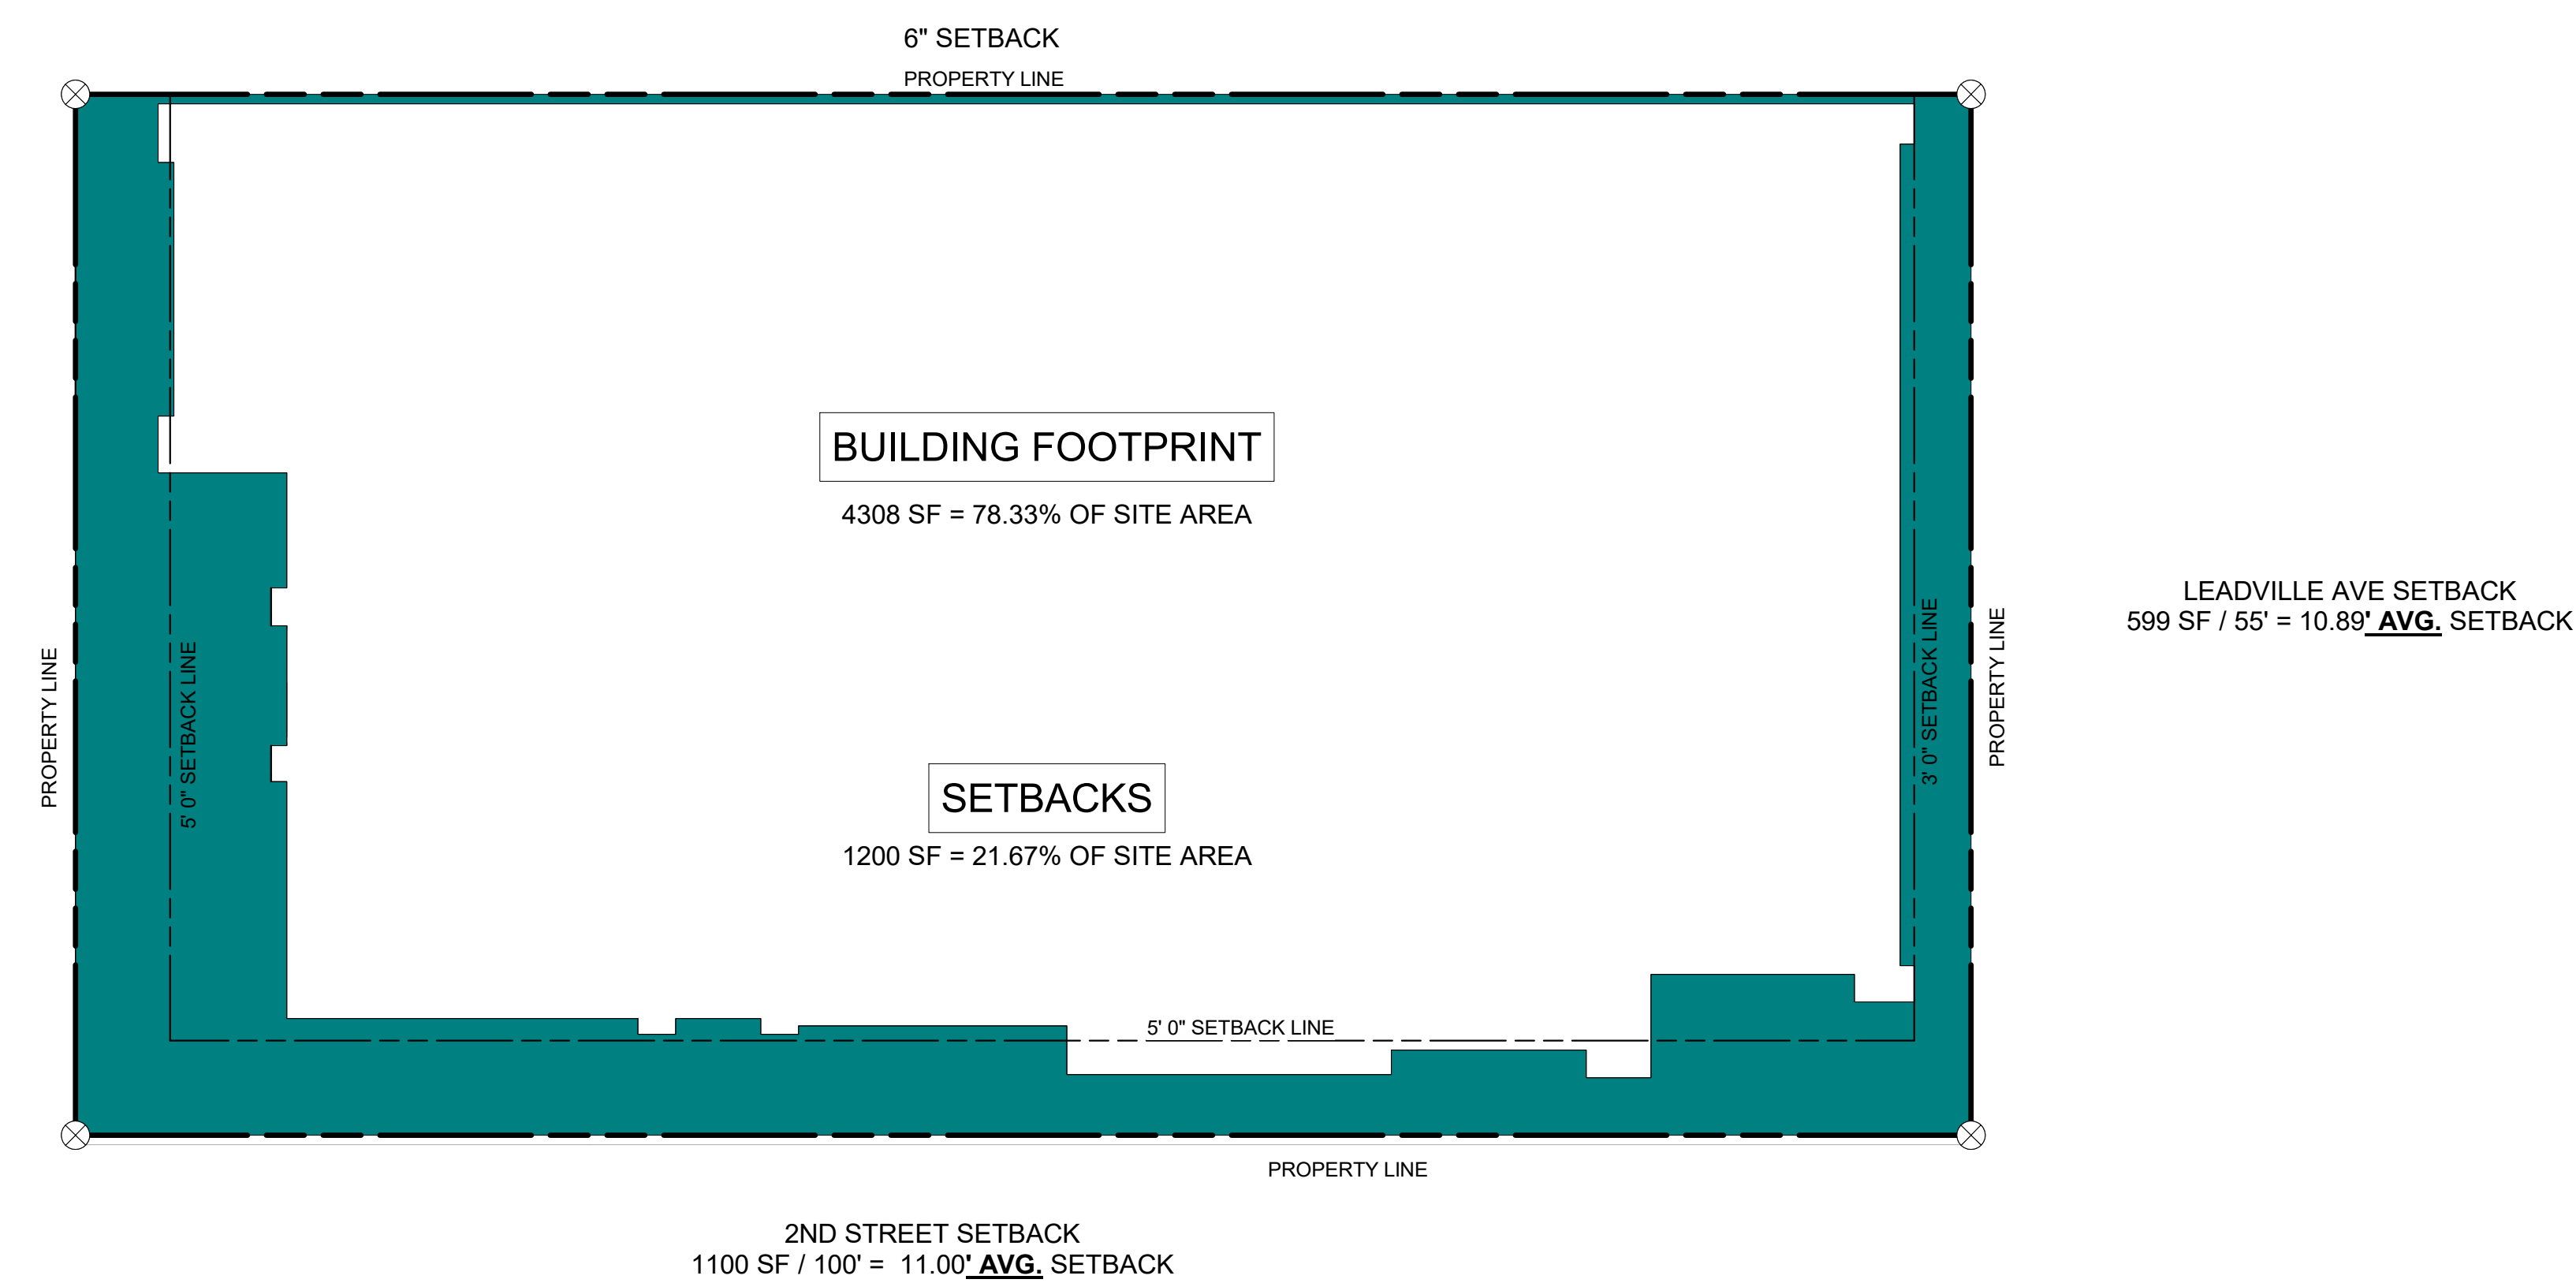 6" SETBACK
PROPERTY LINE
BUILDING FOOTPRINT
4308 SF = 78.33% OF SITE AREA
LEADVILLE AVE SETBACK
599 SF / 55' = 10.89' AVG. SETBACK
PROPERTY LINE
5' 0" SETBACK LINE
3' 0" SETBACK LINE
PROPERTY LINE
SETBACKS
1200 SF = 21.67% OF SITE AREA
5' 0" SETBACK LINE
PROPERTY LINE
2ND STREET SETBACK
1100 SF / 100' = 11.00' AVG. SETBACK